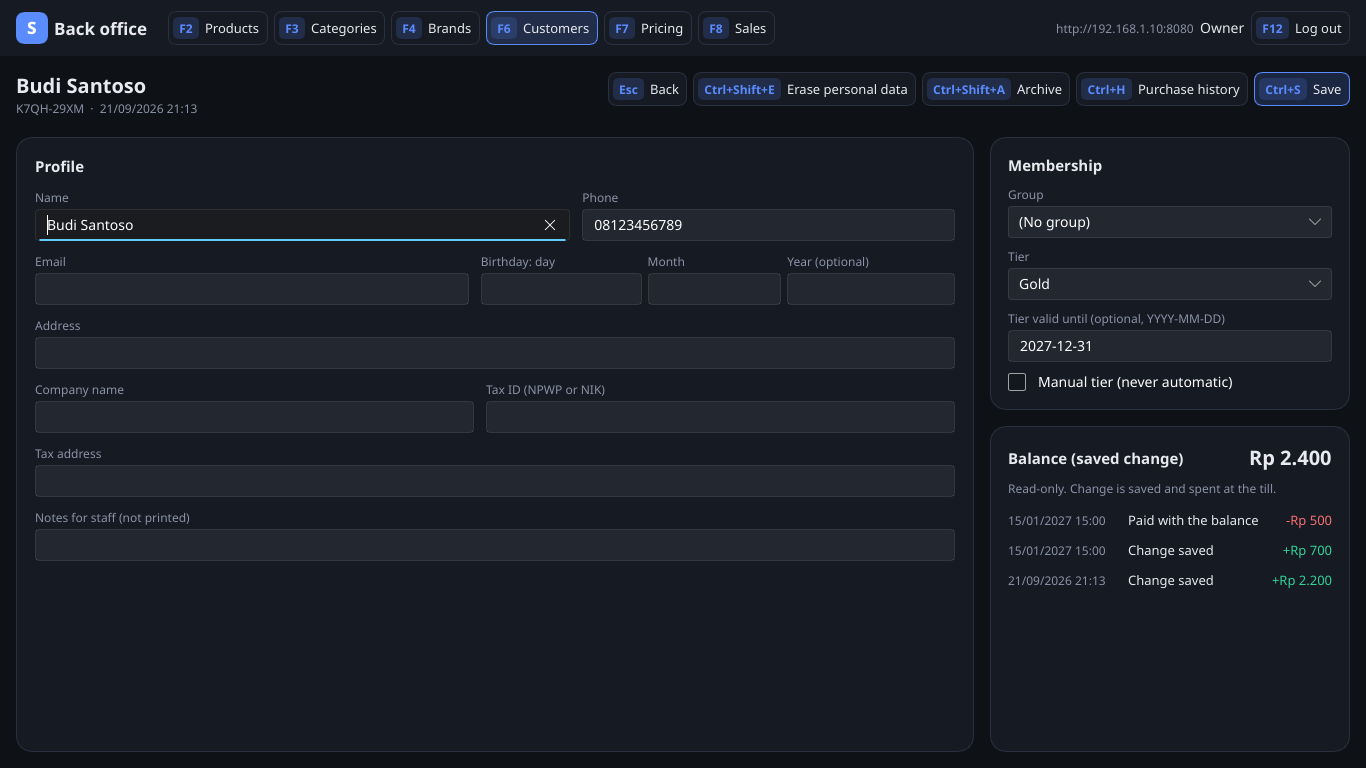 S Back office F2 Products F3 Categories F4 Brands F6 Customers F7 Pricing F8 Sales http://192.168.1.10:8080 Owner F12 Log out
Budi Santoso
K7QH-29XM · 21/09/2026 21:13
Esc Back Ctrl+Shift+E Erase personal data Ctrl+Shift+A Archive Ctrl+H Purchase history Ctrl+S Save
Profile
Name Phone
Budi Santoso 08123456789
Email Birthday: day Month Year (optional)
Address
Company name Tax ID (NPWP or NIK)
Tax address
Notes for staff (not printed)
Membership
Group
(No group)
Tier
Gold
Tier valid until (optional, YYYY-MM-DD)
2027-12-31
Manual tier (never automatic)
Balance (saved change) Rp 2.400
Read-only. Change is saved and spent at the till.
15/01/2027 15:00 Paid with the balance -Rp 500
15/01/2027 15:00 Change saved +Rp 700
21/09/2026 21:13 Change saved +Rp 2.200